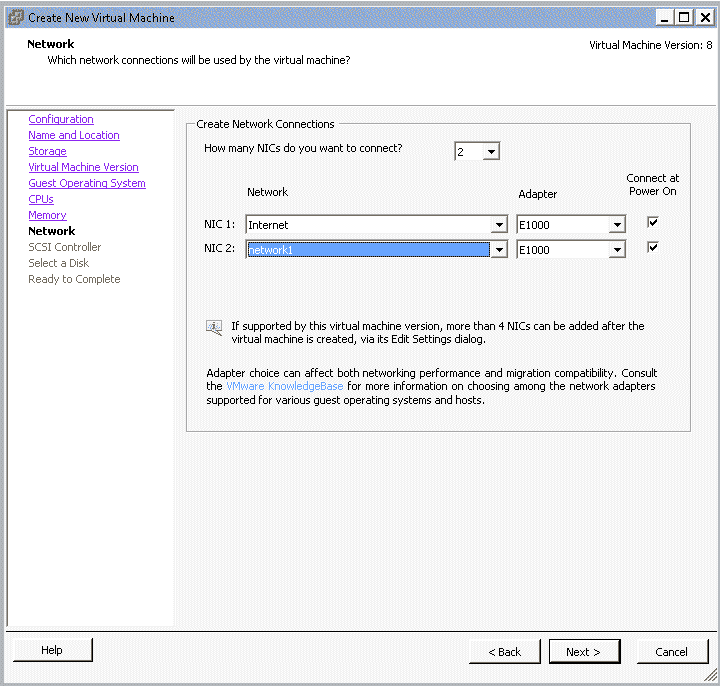 Create New Virtual Machine
Network
Which network connections will be used by the virtual machine?
Virtual Machine Version: 8
Configuration
Name and Location
Storage
Virtual Machine Version
Guest Operating System
CPUs
Memory
Network
SCSI Controller
Select a Disk
Ready to Complete
Create Network Connections
How many NICs do you want to connect?
2
Network
Adapter
Connect at
Power On
NIC 1:
Internet
E1000
NIC 2:
network1
E1000
If supported by this virtual machine version, more than 4 NICs can be added after the
virtual machine is created, via its Edit Settings dialog.
Adapter choice can affect both networking performance and migration compatibility. Consult
the VMware KnowledgeBase for more information on choosing among the network adapters
supported for various guest operating systems and hosts.
Help
< Back
Next >
Cancel